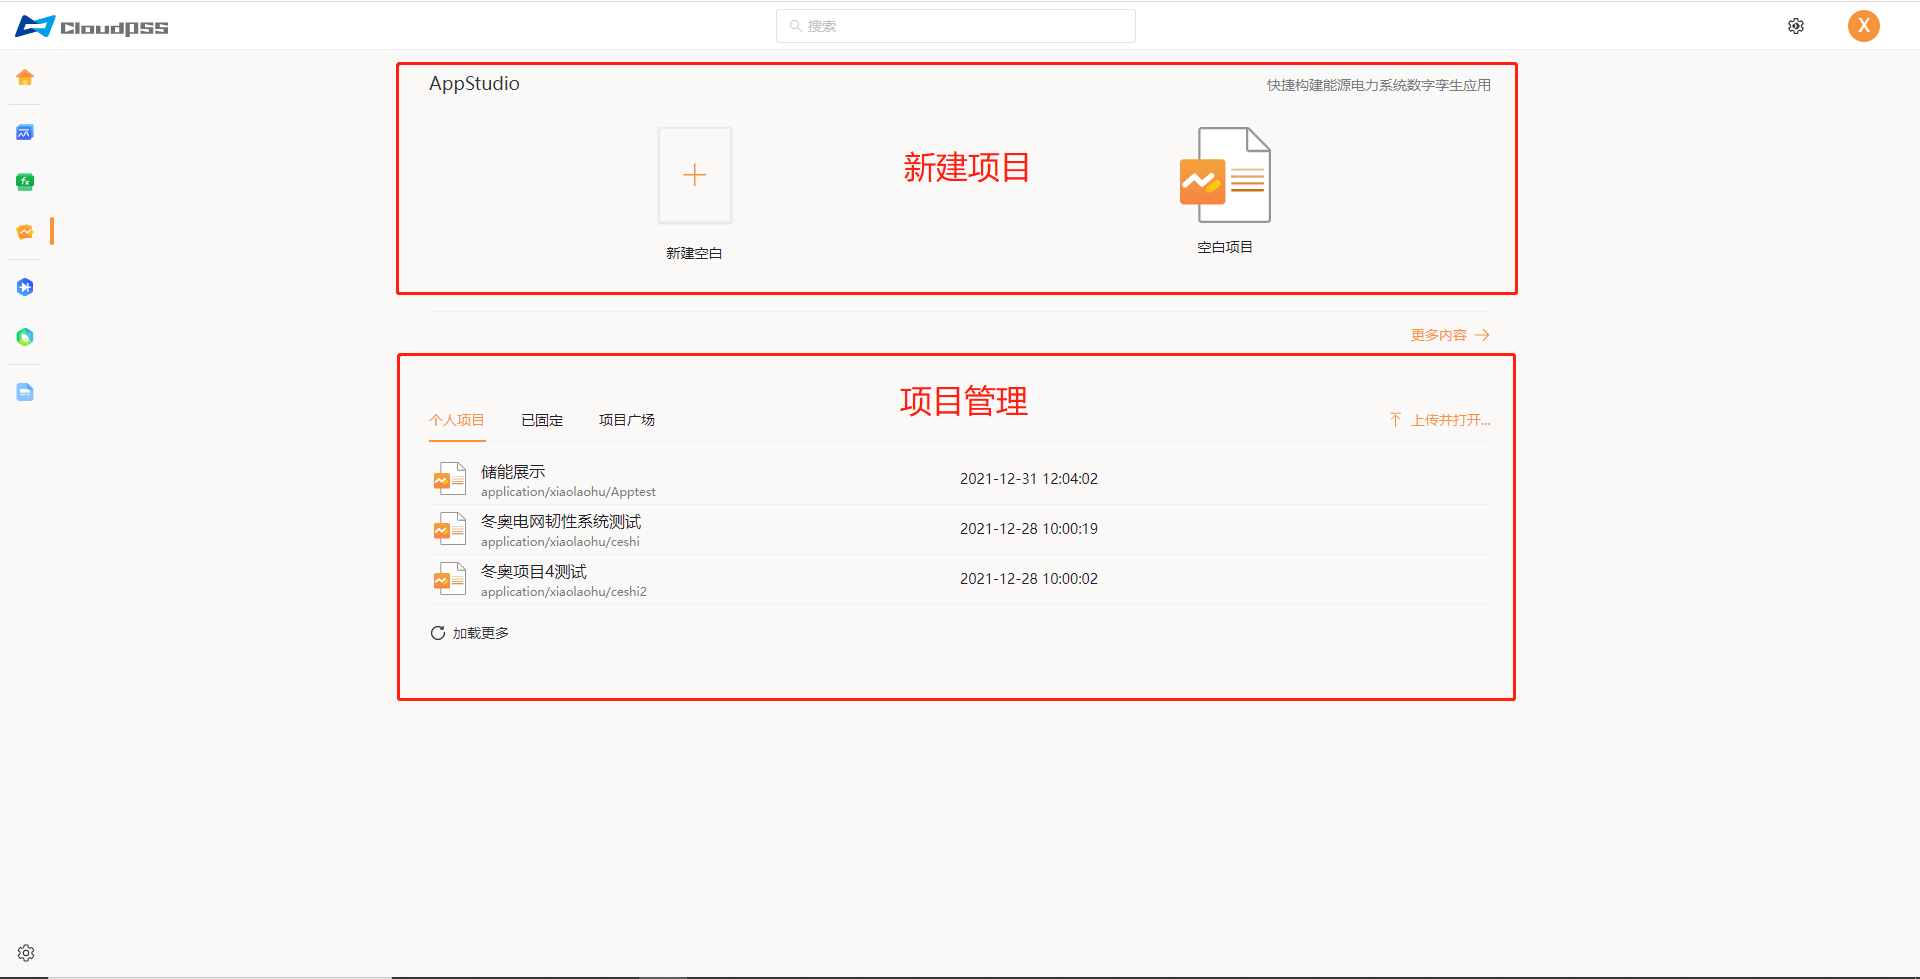 CloudPSS
搜索
X
AppStudio
快捷构建能源电力系统数字孪生应用
新建项目
新建空白
空白项目
更多内容
项目管理
个人项目 已固定 项目广场 上传并打开...
储能展示
application/xiaolaohu/Apptest
2021-12-31 12:04:02
冬奥电网韧性系统测试
application/xiaolaohu/ceshi
2021-12-28 10:00:19
冬奥项目4测试
application/xiaolaohu/ceshi2
2021-12-28 10:00:02
加载更多